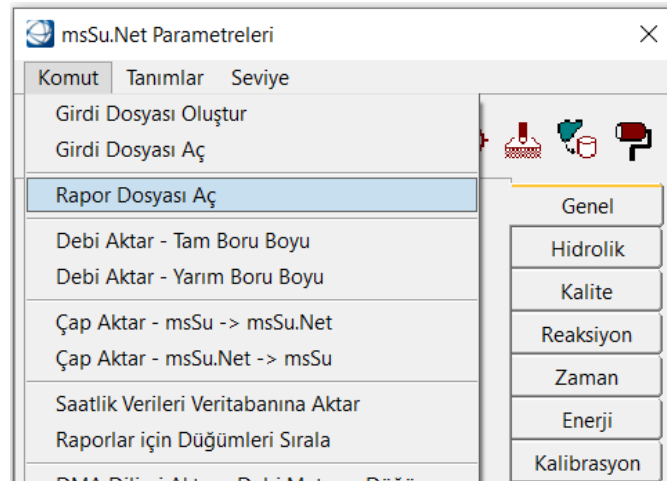 msSu.Net Parametreleri
Komut Tanımlar Seviye
Girdi Dosyası Oluştur
Girdi Dosyası Aç
Rapor Dosyası Aç
Debi Aktar - Tam Boru Boyu
Debi Aktar - Yarım Boru Boyu
Çap Aktar - msSu -> msSu.Net
Çap Aktar - msSu.Net -> msSu
Saatlik Verileri Veritabanına Aktar
Raporlar için Düğümleri Sırala
Genel
Hidrolik
Kalite
Reaksiyon
Zaman
Enerji
Kalibrasyon